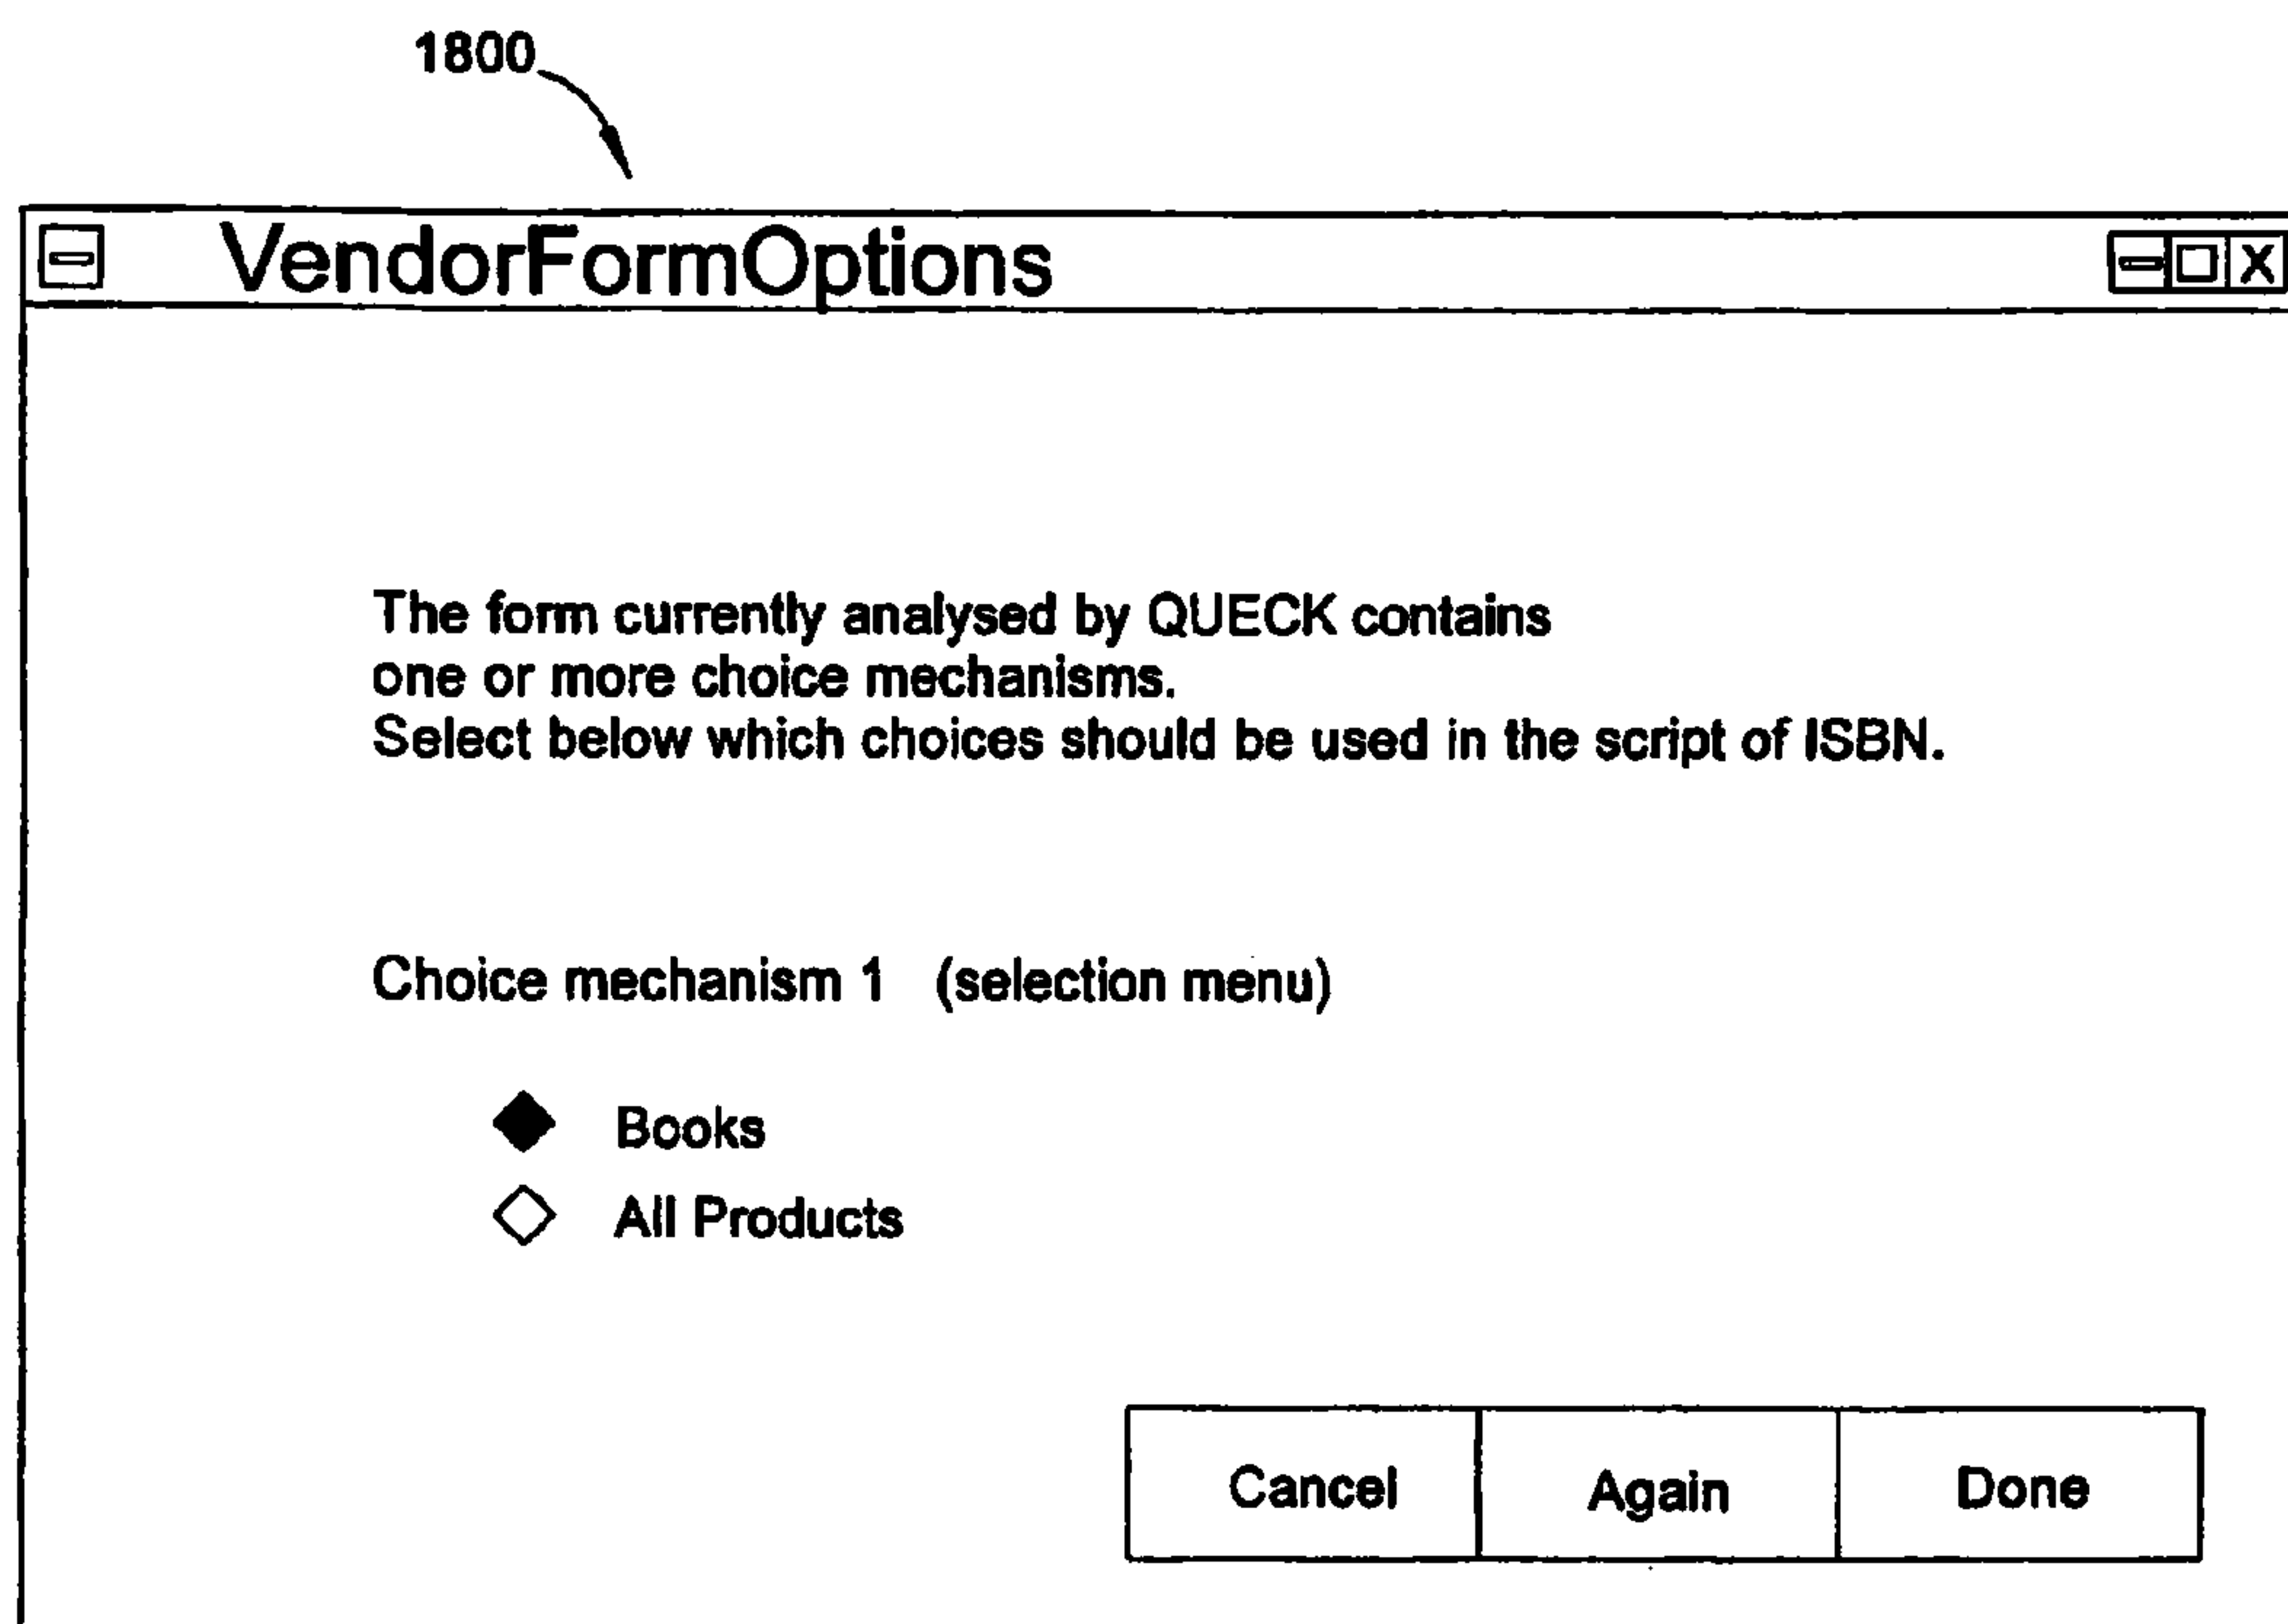 1800
VendorFormOptions
The form currently analysed by QUECK contains
one or more choice mechanisms.
Select below which choices should be used in the script of ISBN.
Choice mechanism 1 (selection menu)
Books
All Products
Cancel Again Done